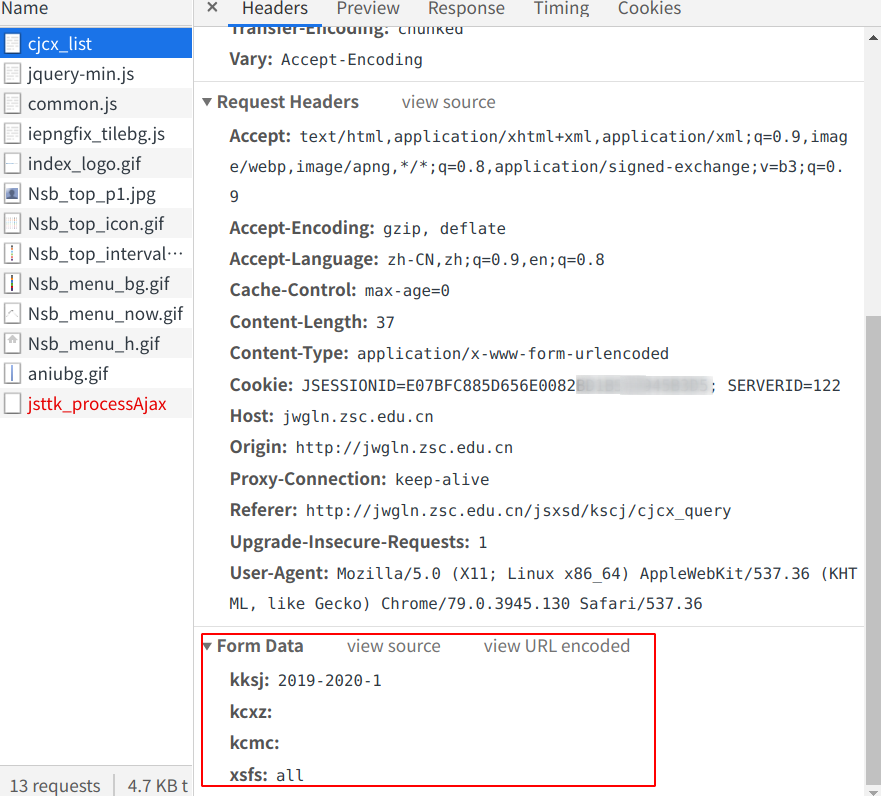 Name
× Headers Preview Response Timing Cookies
cjcx_list
jquery-min.js
common.js
iepngfix_tilebg.js
index_logo.gif
Nsb_top_p1.jpg
Nsb_top_icon.gif
Nsb_top_interval…
Nsb_menu_bg.gif
Nsb_menu_now.gif
Nsb_menu_h.gif
aniubg.gif
jsttk_processAjax
13 requests 4.7 KB t
Transfer-Encoding: chunked
Vary: Accept-Encoding
Request Headers view source
Accept: text/html,application/xhtml+xml,application/xml;q=0.9,imag
e/webp,image/apng,*/*;q=0.8,application/signed-exchange;v=b3;q=0.
9
Accept-Encoding: gzip, deflate
Accept-Language: zh-CN,zh;q=0.9,en;q=0.8
Cache-Control: max-age=0
Content-Length: 37
Content-Type: application/x-www-form-urlencoded
Cookie: JSESSIONID=E07BFC885D656E0082 ; SERVERID=122
Host: jwgln.zsc.edu.cn
Origin: http://jwgln.zsc.edu.cn
Proxy-Connection: keep-alive
Referer: http://jwgln.zsc.edu.cn/jsxsd/kscj/cjcx_query
Upgrade-Insecure-Requests: 1
User-Agent: Mozilla/5.0 (X11; Linux x86_64) AppleWebKit/537.36 (KHT
ML, like Gecko) Chrome/79.0.3945.130 Safari/537.36
Form Data view source view URL encoded
kksj: 2019-2020-1
kcxz:
kcmc:
xsfs: all